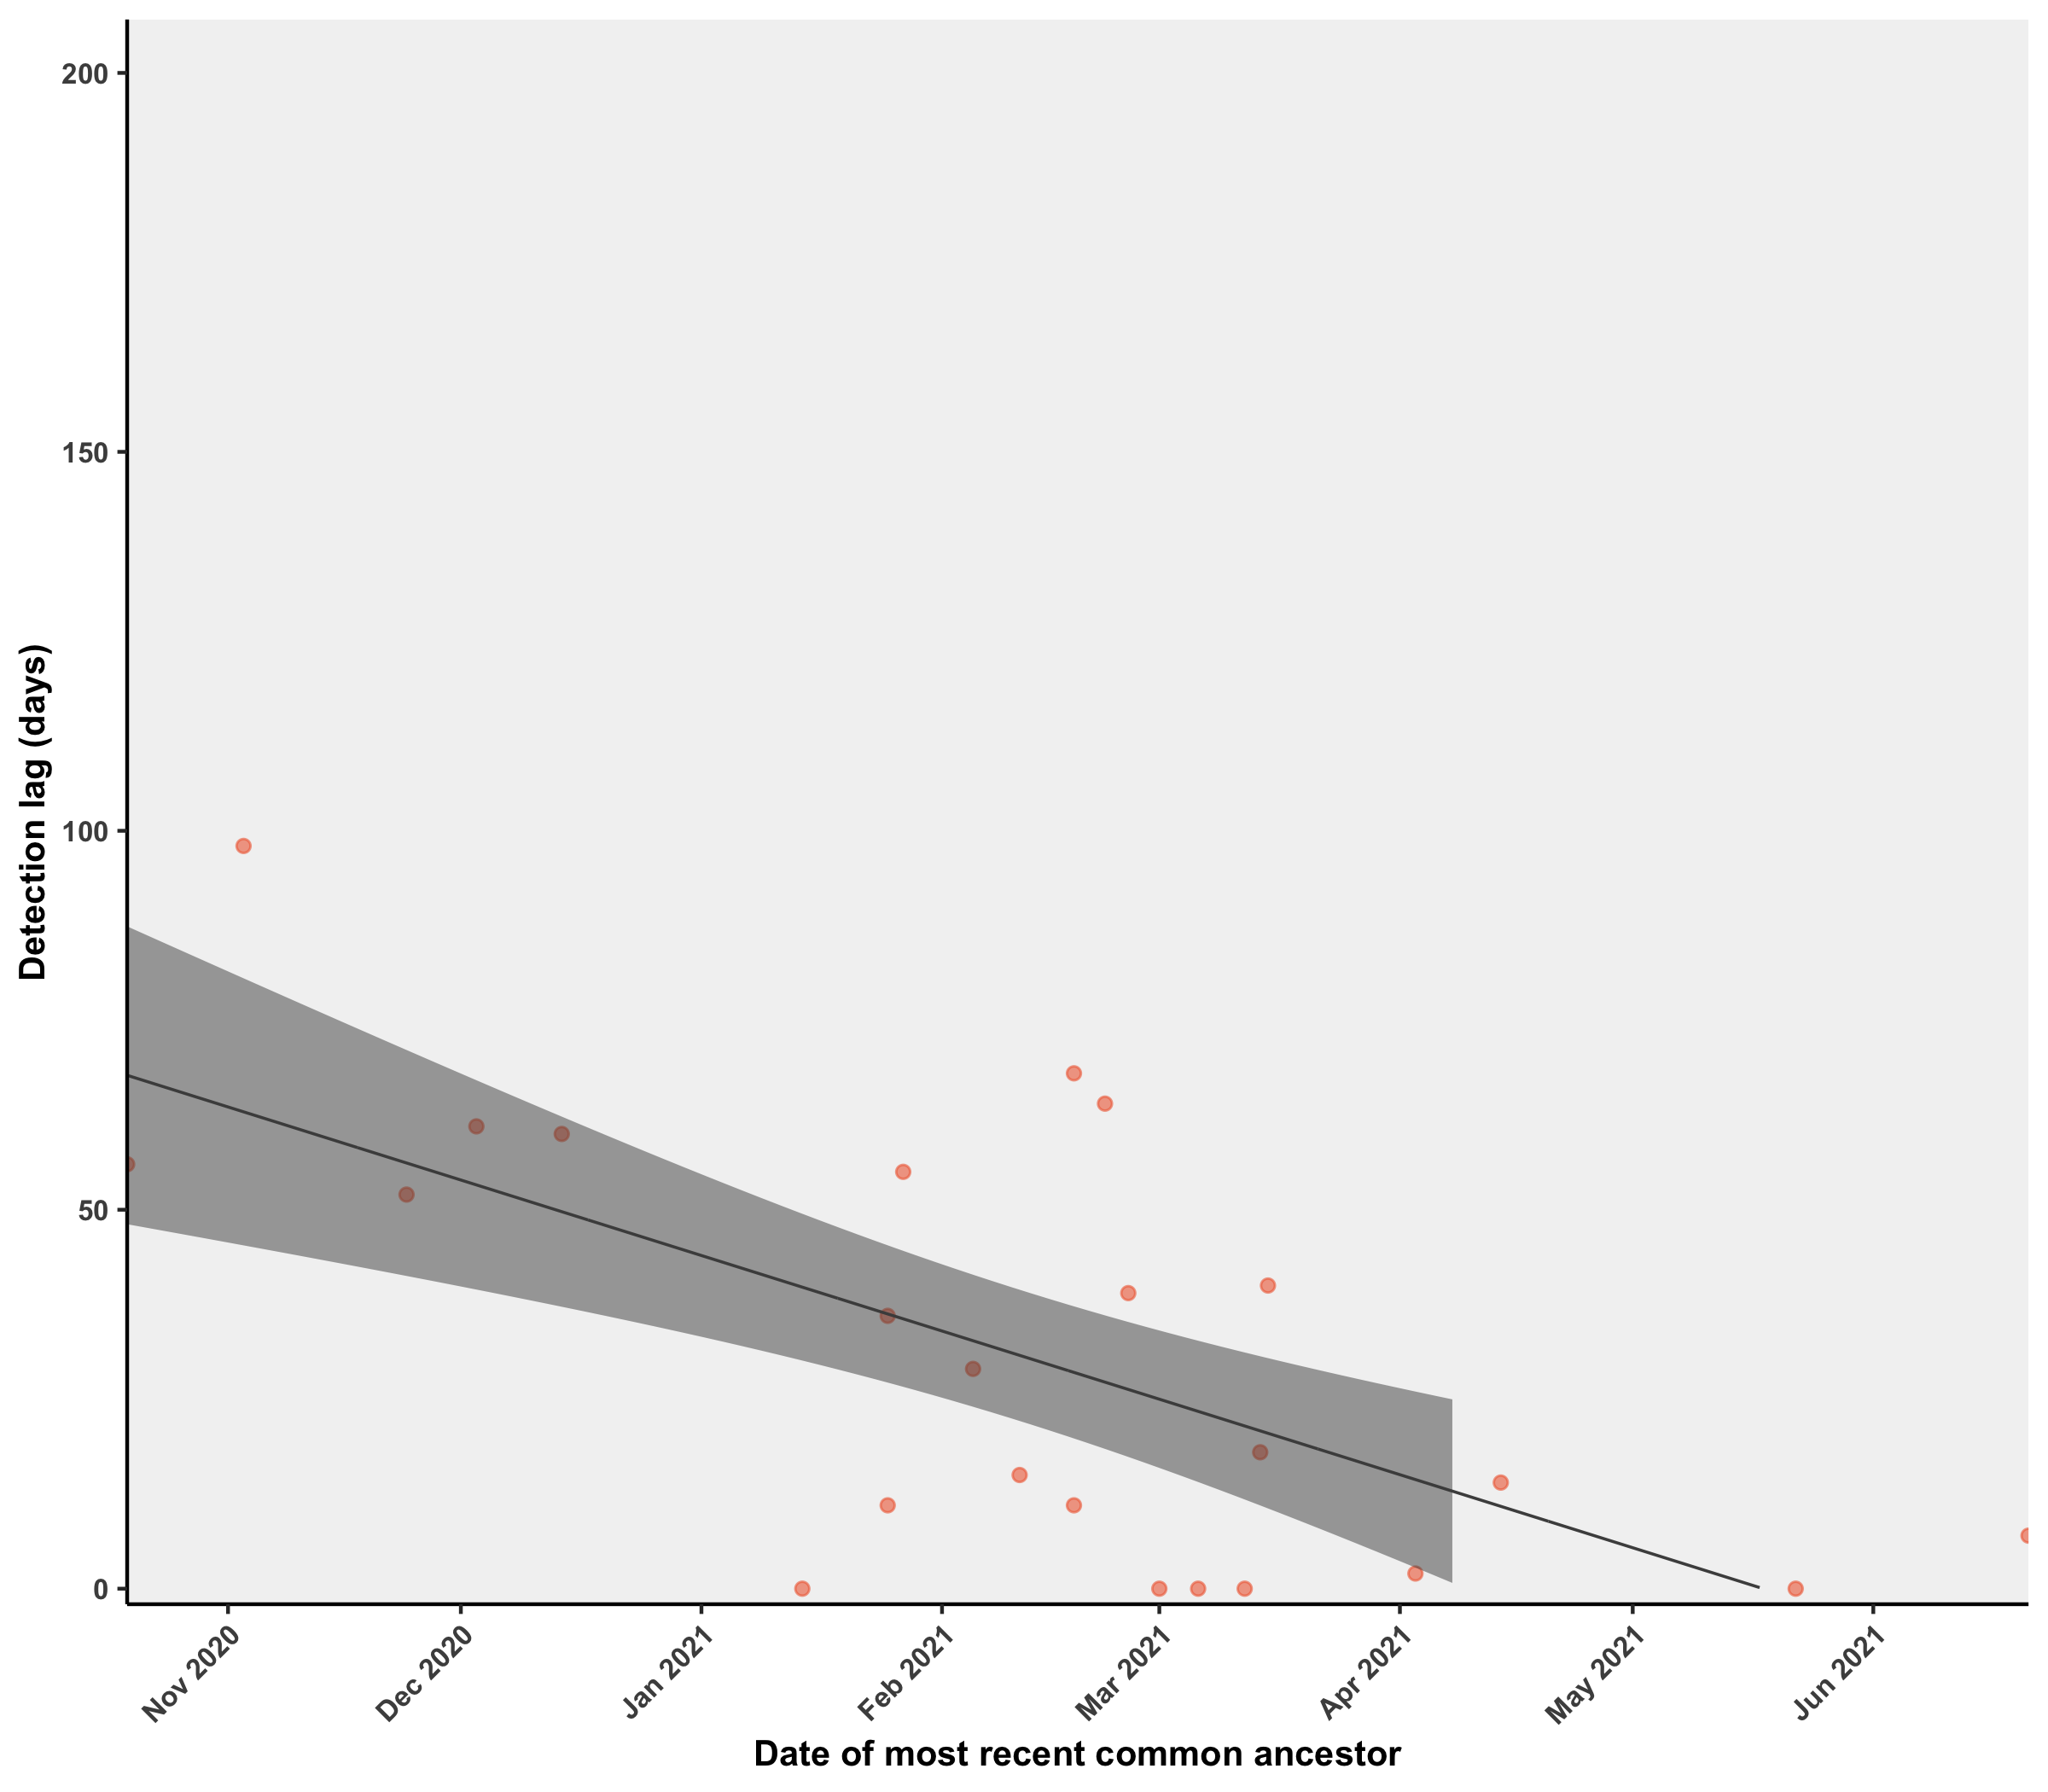 200
150
100
50
0
Detection lag (days)
Nov 2020
Dec 2020
Jan 2021
Feb 2021
Mar 2021
Apr 2021
May 2021
Jun 2021
Date of most recent common ancestor